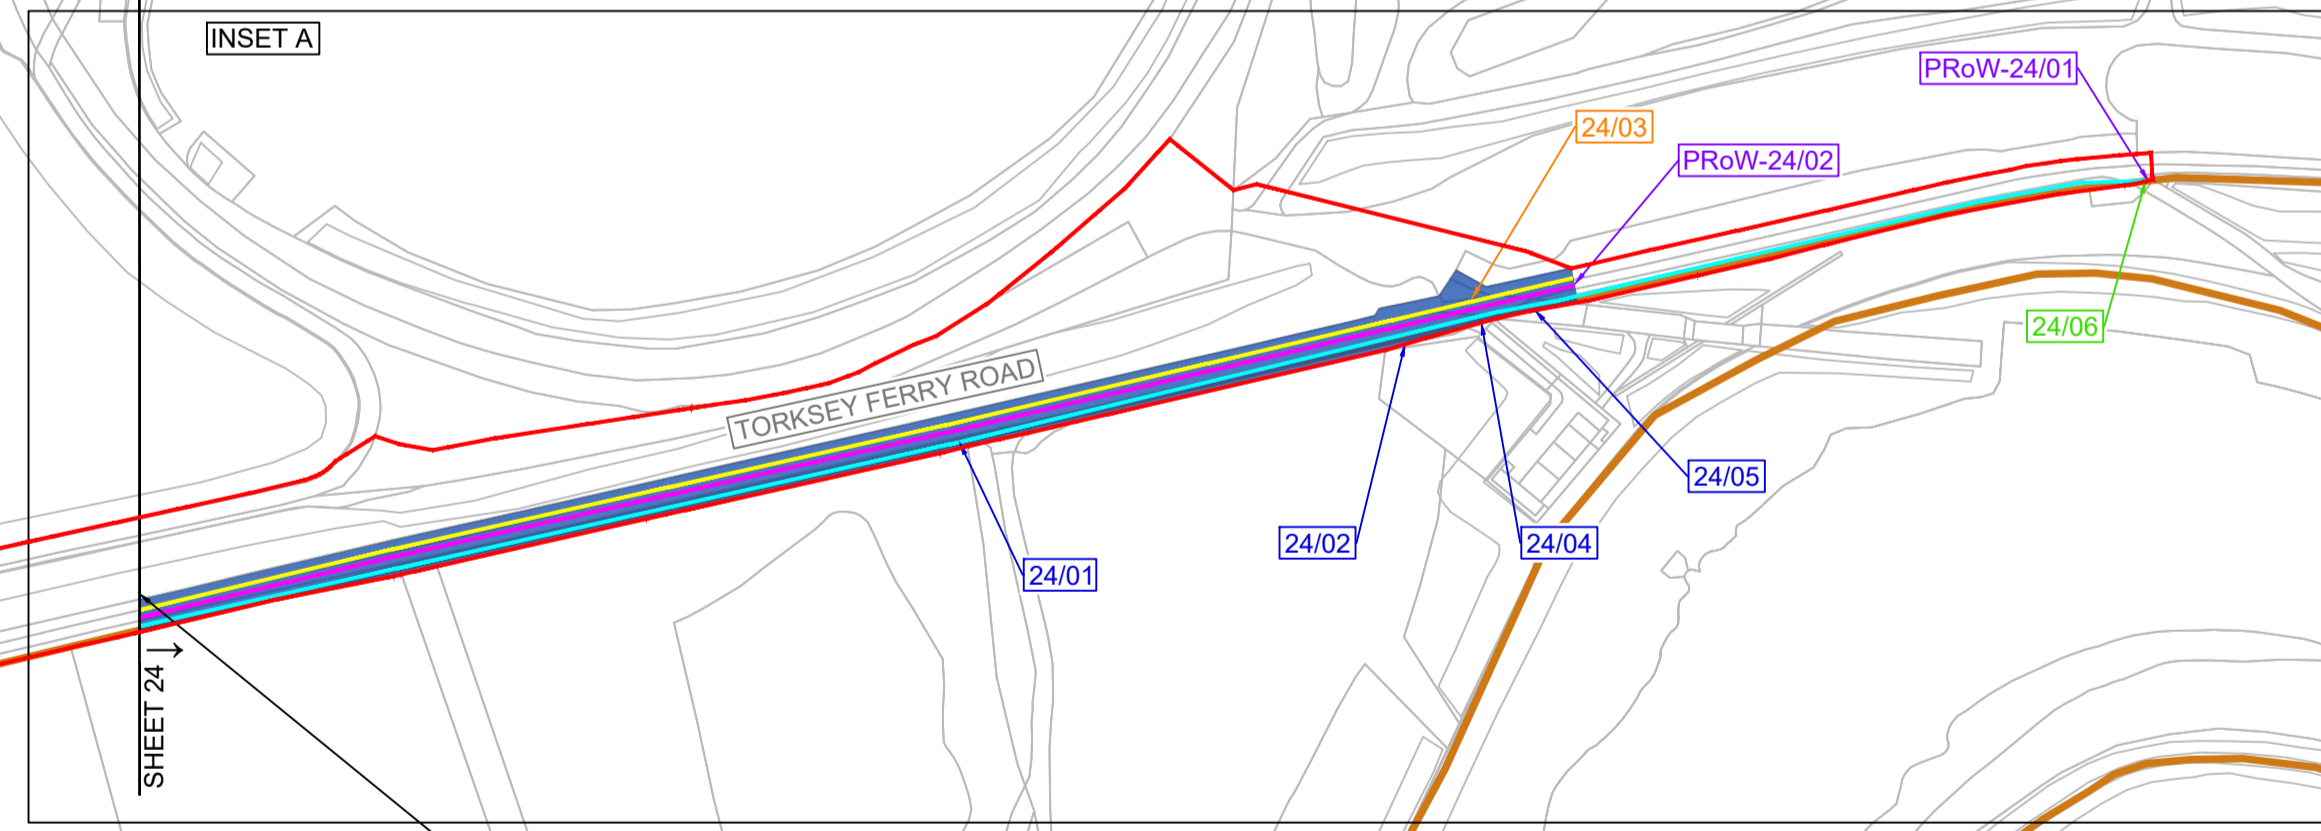 INSET A
PRoW-24/01
24/03
PRoW-24/02
24/06
TORKSEY FERRY ROAD
24/05
24/02
24/04
24/01
SHEET 24 →